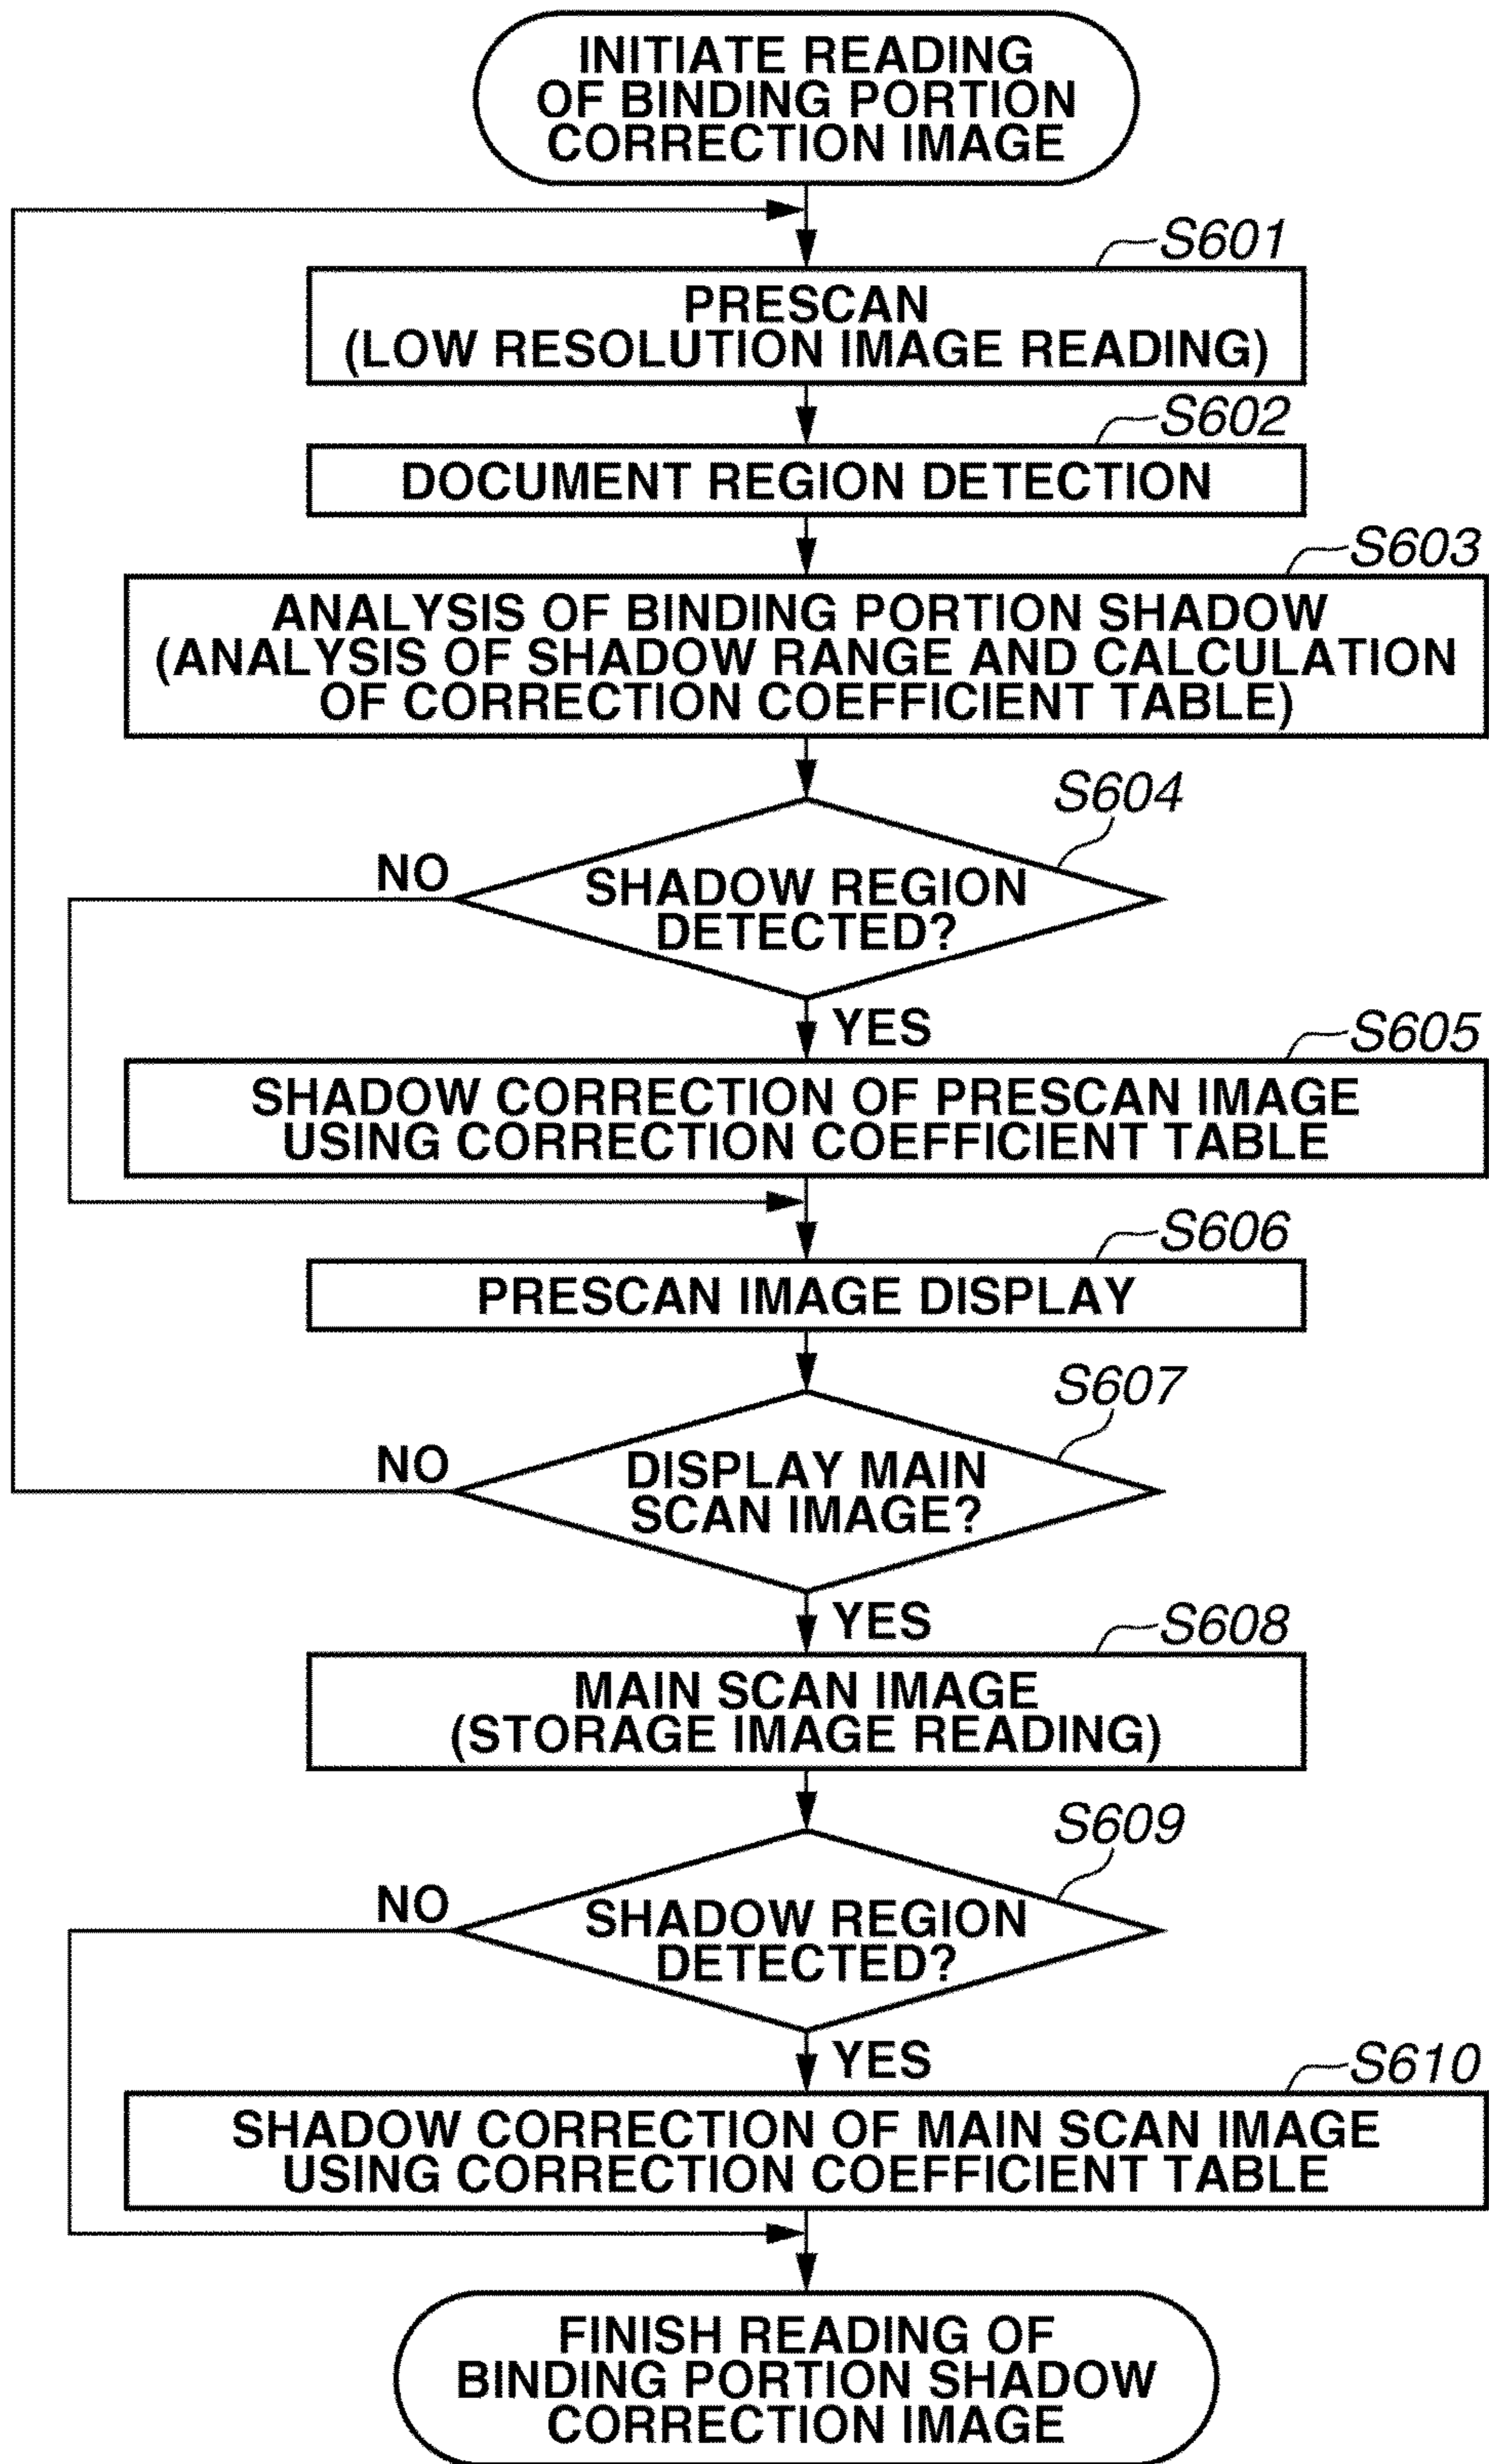 INITIATE READING
OF BINDING PORTION
CORRECTION IMAGE
S601
PRESCAN
(LOW RESOLUTION IMAGE READING)
S602
DOCUMENT REGION DETECTION
S603
ANALYSIS OF BINDING PORTION SHADOW
(ANALYSIS OF SHADOW RANGE AND CALCULATION
OF CORRECTION COEFFICIENT TABLE)
S604
NO
SHADOW REGION
DETECTED?
YES
S605
SHADOW CORRECTION OF PRESCAN IMAGE
USING CORRECTION COEFFICIENT TABLE
S606
PRESCAN IMAGE DISPLAY
S607
NO
DISPLAY MAIN
SCAN IMAGE?
YES
S608
MAIN SCAN IMAGE
(STORAGE IMAGE READING)
S609
NO
SHADOW REGION
DETECTED?
YES
S610
SHADOW CORRECTION OF MAIN SCAN IMAGE
USING CORRECTION COEFFICIENT TABLE
FINISH READING OF
BINDING PORTION SHADOW
CORRECTION IMAGE